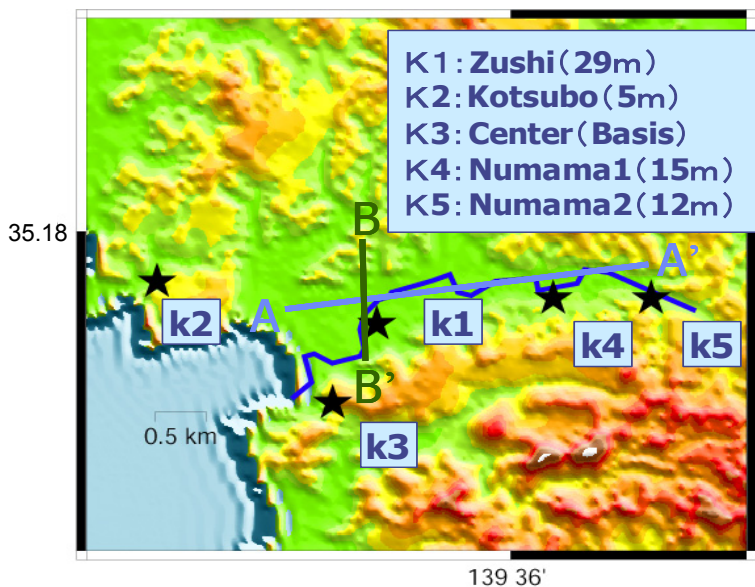 K1:Zushi(29m)
K2:Kotsubo(5m)
K3:Center(Basis)
K4:Numama1(15m)
K5:Numama2(12m)
35.18
B
A'
A
k2
k1
k4
k5
B'
0.5 km
k3
139 36'